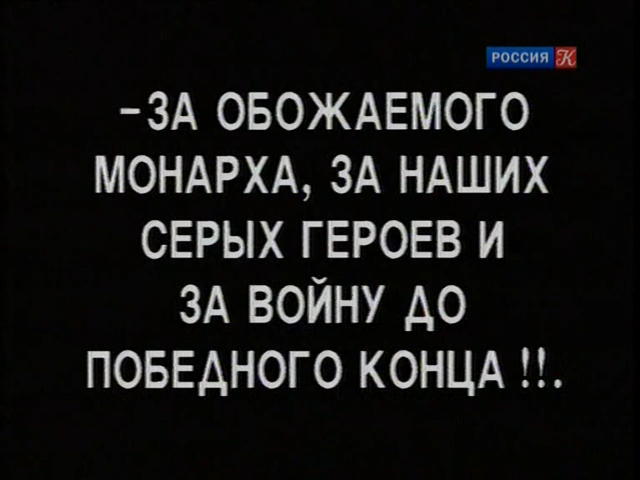 РОССИЯ К
-ЗА ОБОЖАЕМОГО
МОНАРХА, ЗА НАШИХ
СЕРЫХ ГЕРОЕВ И
ЗА ВОЙНУ ДО
ПОБЕДНОГО КОНЦА !!.